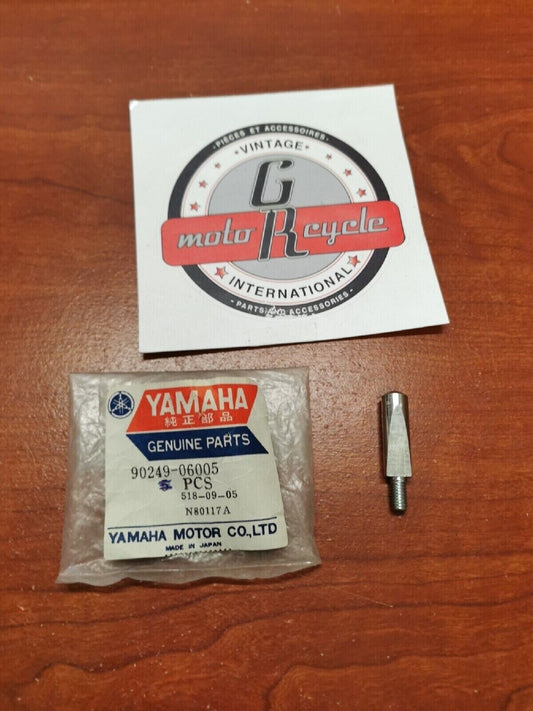 - PIÈCES ET ACCESSOIRES -
• VINTAGE •
G
moto R cycle
INTERNATIONAL
- PARTS AND ACCESSORIES -
YAMAHA
純正部品
GENUINE PARTS
90249-06005
PCS
518-09-05
N80117A
YAMAHA MOTOR CO.,LTD
MADE IN JAPAN